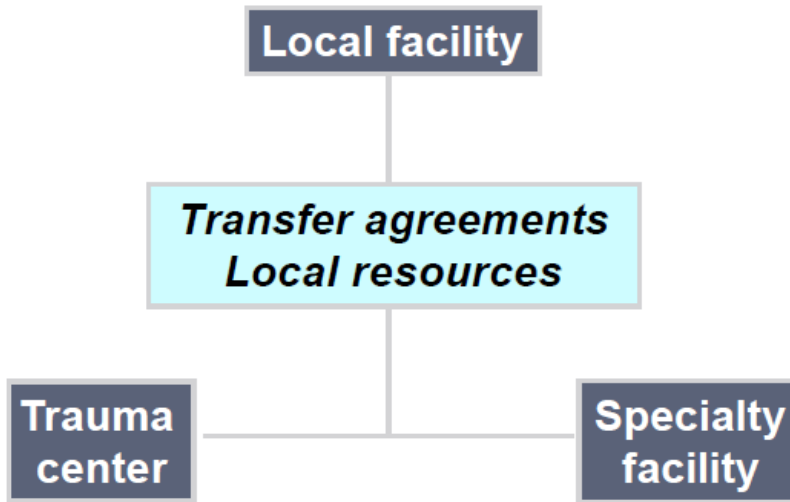 Local facility
Transfer agreements
Local resources
Trauma
center
Specialty
facility